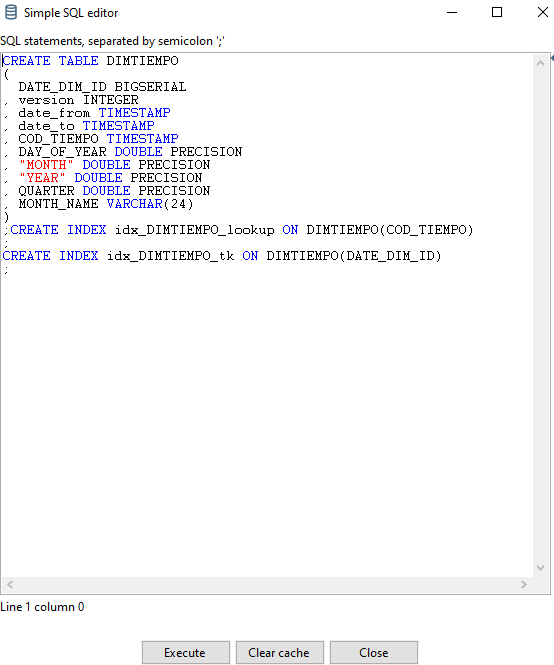 Simple SQL editor
SQL statements, separated by semicolon ';'
CREATE TABLE DIMTIEMPO
(
  DATE_DIM_ID BIGSERIAL
, version INTEGER
, date_from TIMESTAMP
, date_to TIMESTAMP
, COD_TIEMPO TIMESTAMP
, DAY_OF_YEAR DOUBLE PRECISION
, "MONTH" DOUBLE PRECISION
, "YEAR" DOUBLE PRECISION
, QUARTER DOUBLE PRECISION
, MONTH_NAME VARCHAR(24)
)
;CREATE INDEX idx_DIMTIEMPO_lookup ON DIMTIEMPO(COD_TIEMPO)
;
CREATE INDEX idx_DIMTIEMPO_tk ON DIMTIEMPO(DATE_DIM_ID)
;
Line 1 column 0
Execute Clear cache Close